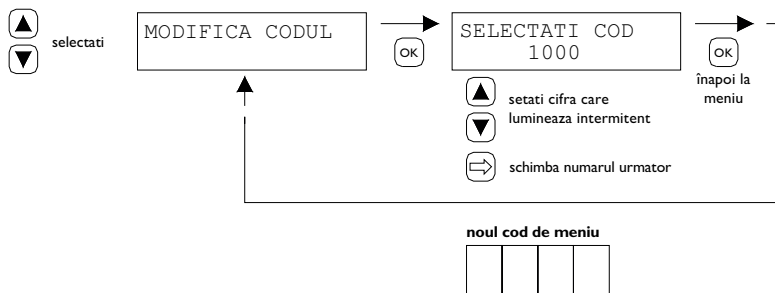 selectati
MODIFICA CODUL
OK
SELECTATI COD
1000
OK
înapoi la
meniu
setati cifra care
lumineaza intermitent
schimba numarul urmator
noul cod de meniu